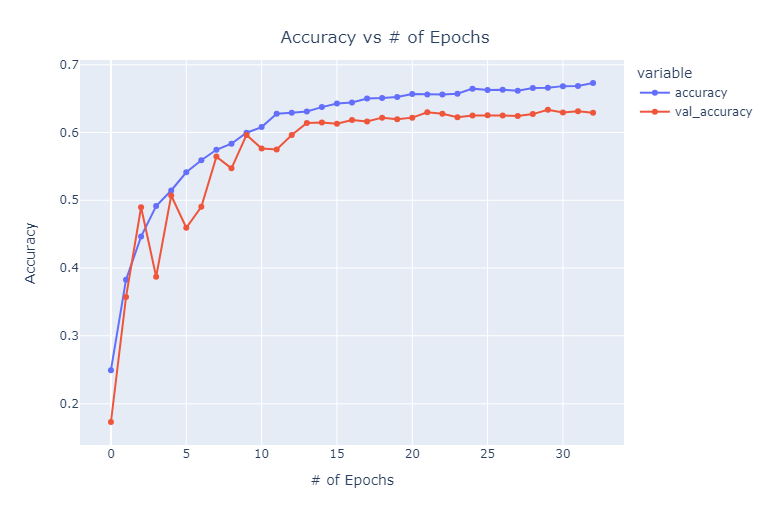 Accuracy vs # of Epochs
variable
accuracy
val_accuracy
Accuracy
0.7
0.6
0.5
0.4
0.3
0.2
0 5 10 15 20 25 30
# of Epochs